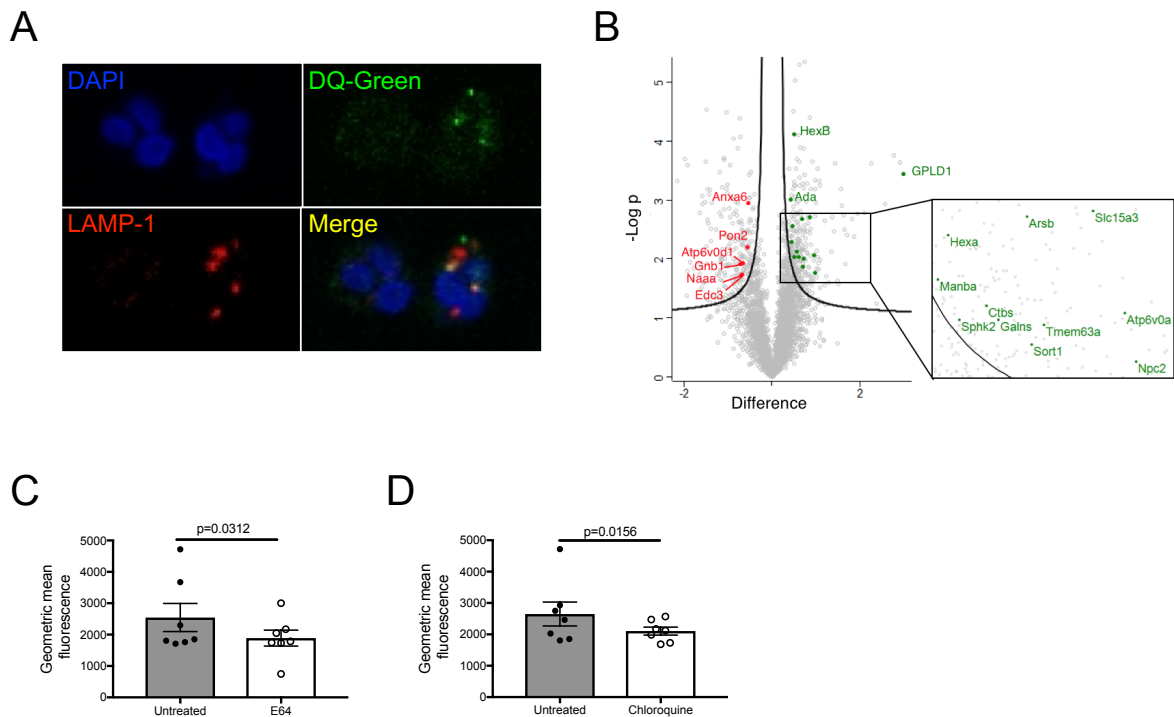 A
DAPI
DQ-Green
LAMP-1
Merge
B
5
4
3
2
1
0
-Log p
-2
0
2
Difference
HexB
GPLD1
Ada
Anxa6
Pon2
Atp6v0d1
Gnb1
Naaa
Edc3
Arsb
Slc15a3
Hexa
Manba
Ctbs
Sphk2 Galns
Tmem63a
Atp6v0a
Sort1
Npc2
C
p=0.0312
5000
4000
3000
2000
1000
0
Geometric mean
fluorescence
Untreated
E64
D
p=0.0156
5000
4000
3000
2000
1000
0
Geometric mean
fluorescence
Untreated
Chloroquine